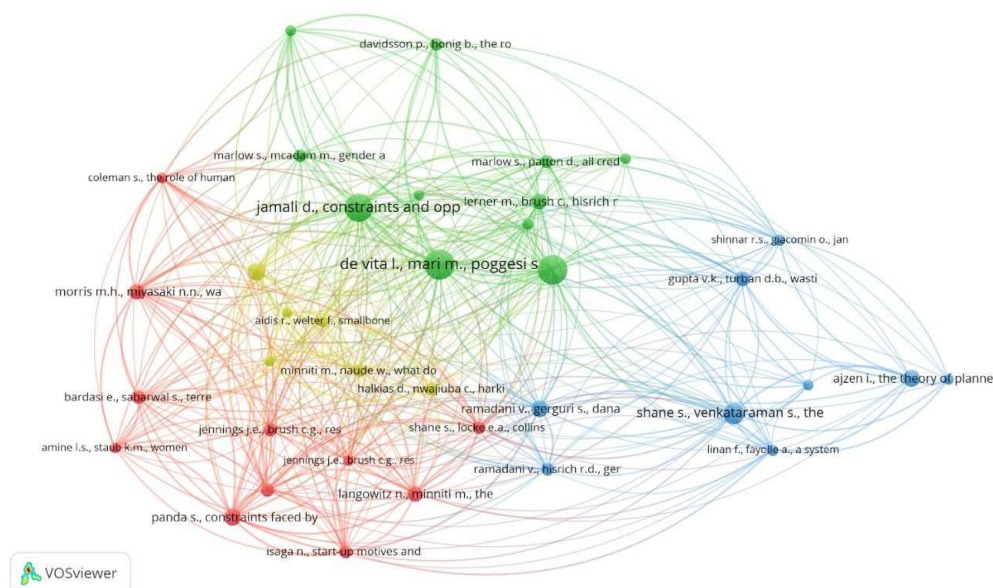 davidsson p., honig b., the ro
marlow s., mcadam m., gender a
marlow s., patton d., all cred
coleman s., the role of human
jamali d., constraints and opp
lerner m., brush c., hisrich r
shinnar r.s., giacomin o., jan
de vita l., mari m., poggesi s
gupta v.k., turban d.b., wasti
morris m.h., miyasaki n.n., wa
aidis r., welter f., smallbone
minniti m., naude w., what do
ajzen i., the theory of planne
halkias d., nwajiuba c., harki
bardasi e., sabarwal s., terre
ramadani v., gerguri s., dana
shane s., venkataraman s., the
jennings j.e., brush c.g., res
shane s., locke e.a., collins
amine l.s., staub k.m., women
linan f., fayolle a., a system
jennings j.e., brush c.g., res
ramadani v., hisrich r.d., ger
langowitz n., minniti m., the
panda s., constraints faced by
isaga n., start-up motives and
VOSviewer